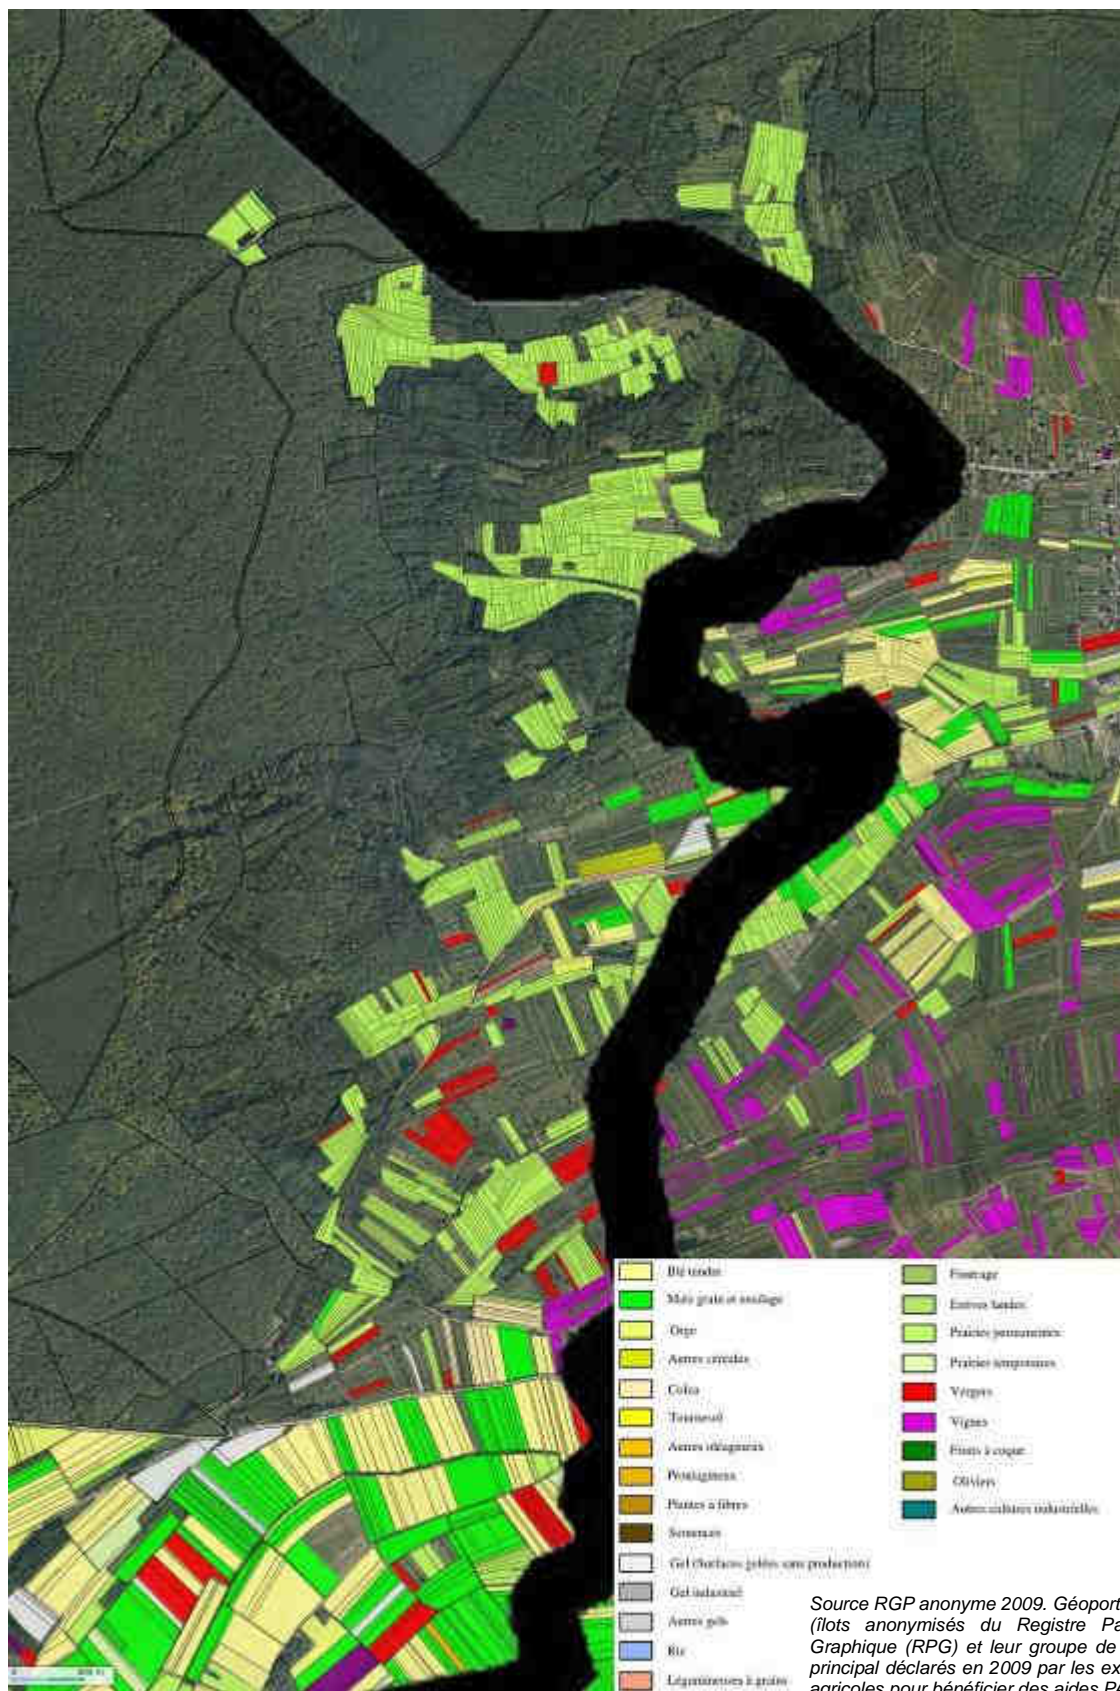 Blé tendre
Maïs grain et ensilage
Orge
Autres céréales
Colza
Tournesol
Autres oléagineux
Protéagineux
Plantes à fibres
Semences
Gel (Surfaces gelées sans production)
Gel industriel
Autres gels
Riz
Légumineuses à grains
Fourrage
Estives landes
Prairies permanentes
Prairies temporaires
Vergers
Vignes
Fruits à coque
Oliviers
Autres cultures industrielles
Source RGP anonyme 2009. Géoport
(îlots anonymisés du Registre Pa
Graphique (RPG) et leur groupe de
principal déclarés en 2009 par les ex
agricoles pour bénéficier des aides P